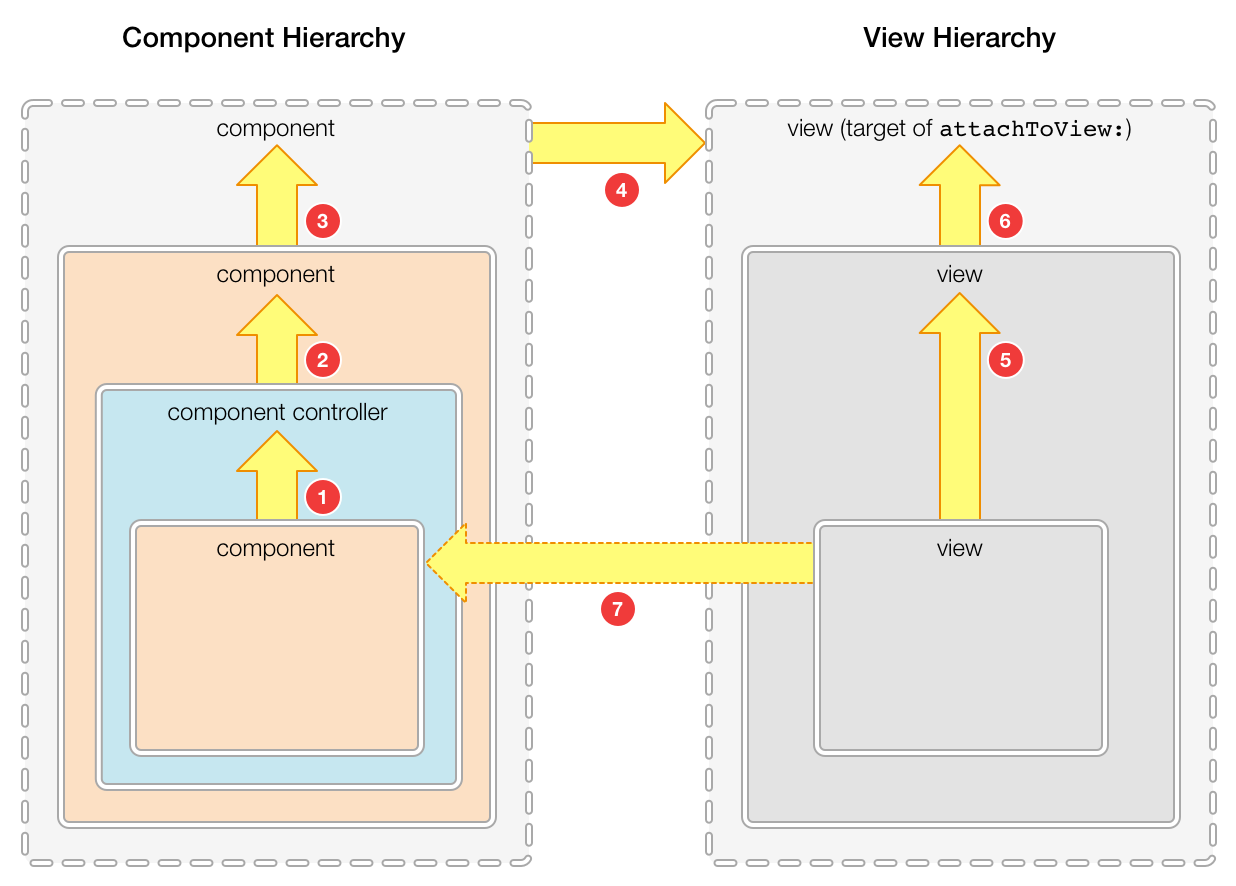 Component Hierarchy
View Hierarchy
component
view (target of attachToView:)
4
3
6
component
view
2
5
component controller
1
component
view
7